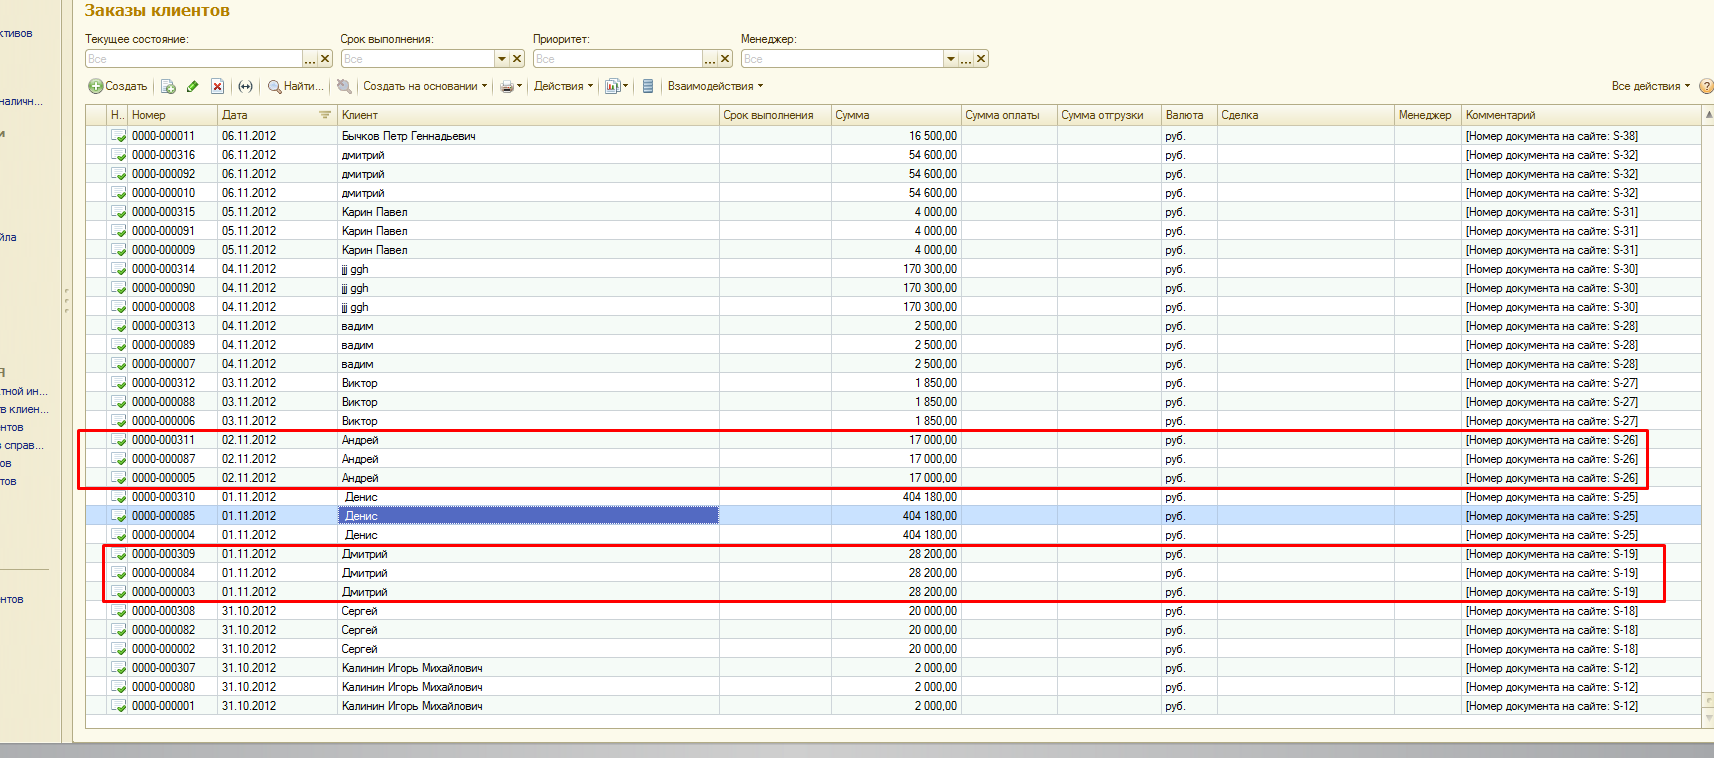 Заказы клиентов
ктивов
Текущее состояние: Срок выполнения: Приоритет: Менеджер:
Все ... Все Все ... Все ...
Создать Найти... Создать на основании Действия Взаимодействия Все действия
наличн...
Н.. Номер Дата Клиент Срок выполнения Сумма Сумма оплаты Сумма отгрузки Валюта Сделка Менеджер Комментарий
и
0000-000011 06.11.2012 Бычков Петр Геннадьевич 16 500,00 руб. [Номер документа на сайте: S-38]
0000-000316 06.11.2012 дмитрий 54 600,00 руб. [Номер документа на сайте: S-32]
0000-000092 06.11.2012 дмитрий 54 600,00 руб. [Номер документа на сайте: S-32]
0000-000010 06.11.2012 дмитрий 54 600,00 руб. [Номер документа на сайте: S-32]
0000-000315 05.11.2012 Карин Павел 4 000,00 руб. [Номер документа на сайте: S-31]
0000-000091 05.11.2012 Карин Павел 4 000,00 руб. [Номер документа на сайте: S-31]
йла
0000-000009 05.11.2012 Карин Павел 4 000,00 руб. [Номер документа на сайте: S-31]
0000-000314 04.11.2012 jjj ggh 170 300,00 руб. [Номер документа на сайте: S-30]
0000-000090 04.11.2012 jjj ggh 170 300,00 руб. [Номер документа на сайте: S-30]
0000-000008 04.11.2012 jjj ggh 170 300,00 руб. [Номер документа на сайте: S-30]
0000-000313 04.11.2012 вадим 2 500,00 руб. [Номер документа на сайте: S-28]
0000-000089 04.11.2012 вадим 2 500,00 руб. [Номер документа на сайте: S-28]
0000-000007 04.11.2012 вадим 2 500,00 руб. [Номер документа на сайте: S-28]
я
0000-000312 03.11.2012 Виктор 1 850,00 руб. [Номер документа на сайте: S-27]
тной ин...
0000-000088 03.11.2012 Виктор 1 850,00 руб. [Номер документа на сайте: S-27]
тв клиен...
0000-000006 03.11.2012 Виктор 1 850,00 руб. [Номер документа на сайте: S-27]
нтов
0000-000311 02.11.2012 Андрей 17 000,00 руб. [Номер документа на сайте: S-26]
в справ...
0000-000087 02.11.2012 Андрей 17 000,00 руб. [Номер документа на сайте: S-26]
ов
0000-000005 02.11.2012 Андрей 17 000,00 руб. [Номер документа на сайте: S-26]
тов
0000-000310 01.11.2012 Денис 404 180,00 руб. [Номер документа на сайте: S-25]
0000-000085 01.11.2012 Денис 404 180,00 руб. [Номер документа на сайте: S-25]
0000-000004 01.11.2012 Денис 404 180,00 руб. [Номер документа на сайте: S-25]
0000-000309 01.11.2012 Дмитрий 28 200,00 руб. [Номер документа на сайте: S-19]
0000-000084 01.11.2012 Дмитрий 28 200,00 руб. [Номер документа на сайте: S-19]
0000-000003 01.11.2012 Дмитрий 28 200,00 руб. [Номер документа на сайте: S-19]
нтов
0000-000308 31.10.2012 Сергей 20 000,00 руб. [Номер документа на сайте: S-18]
0000-000082 31.10.2012 Сергей 20 000,00 руб. [Номер документа на сайте: S-18]
0000-000002 31.10.2012 Сергей 20 000,00 руб. [Номер документа на сайте: S-18]
0000-000307 31.10.2012 Калинин Игорь Михайлович 2 000,00 руб. [Номер документа на сайте: S-12]
0000-000080 31.10.2012 Калинин Игорь Михайлович 2 000,00 руб. [Номер документа на сайте: S-12]
0000-000001 31.10.2012 Калинин Игорь Михайлович 2 000,00 руб. [Номер документа на сайте: S-12]